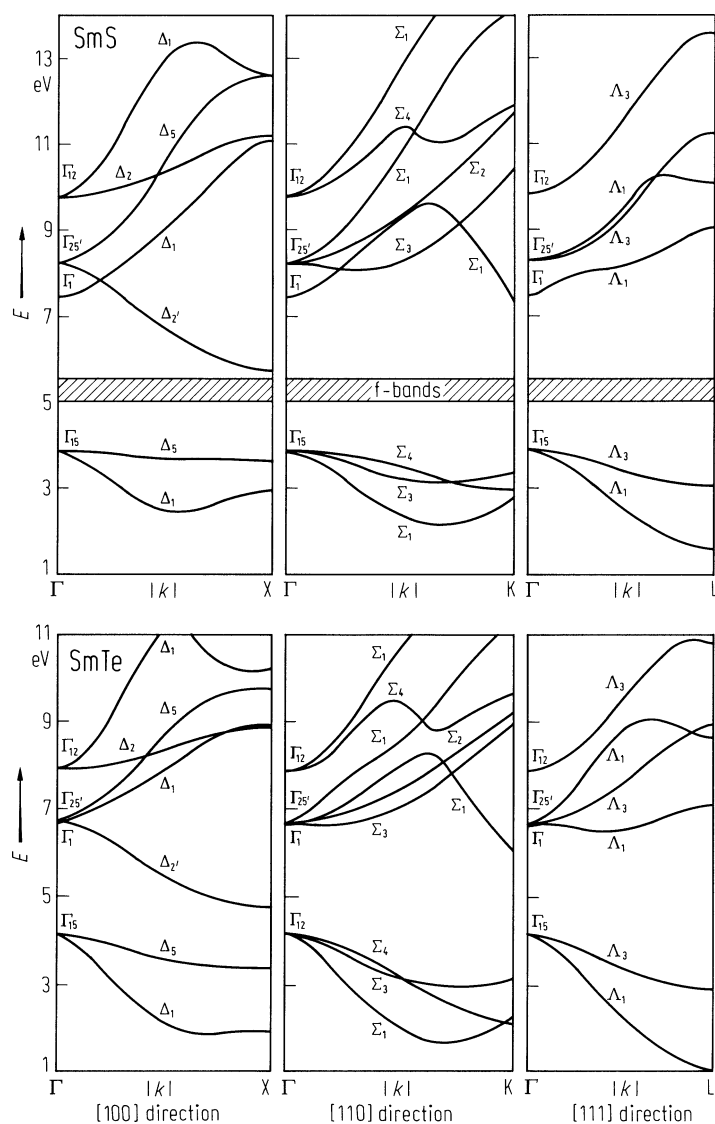 SmS
13
eV
11
9
7
5
3
1
E
Δ₁
Δ₅
Γ₁₂
Δ₂
Γ₂₅'
Δ₁
Γ₁
Δ₂'
Γ₁₅
Δ₅
Δ₁
Γ |k| X
Σ₁
Σ₄
Γ₁₂
Σ₁
Σ₂
Γ₂₅'
Σ₃
Γ₁
Σ₁
f-bands
Γ₁₅
Σ₄
Σ₃
Σ₁
Γ |k| K
Λ₃
Γ₁₂
Λ₁
Γ₂₅'
Λ₃
Γ₁
Λ₁
Γ₁₅
Λ₃
Λ₁
Γ |k| L
11
eV
SmTe
9
7
5
3
1
E
Δ₁
Δ₅
Γ₁₂
Δ₂
Δ₁
Γ₂₅'
Γ₁
Δ₂'
Γ₁₅
Δ₅
Δ₁
Γ |k| X
[100] direction
Σ₁
Σ₄
Γ₁₂
Σ₁
Σ₂
Γ₂₅'
Σ₁
Γ₁
Σ₃
Γ₁₂
Σ₄
Σ₃
Σ₁
Γ |k| K
[110] direction
Λ₃
Γ₁₂
Λ₁
Γ₂₅'
Λ₃
Γ₁
Λ₁
Γ₁₅
Λ₃
Λ₁
Γ |k| L
[111] direction